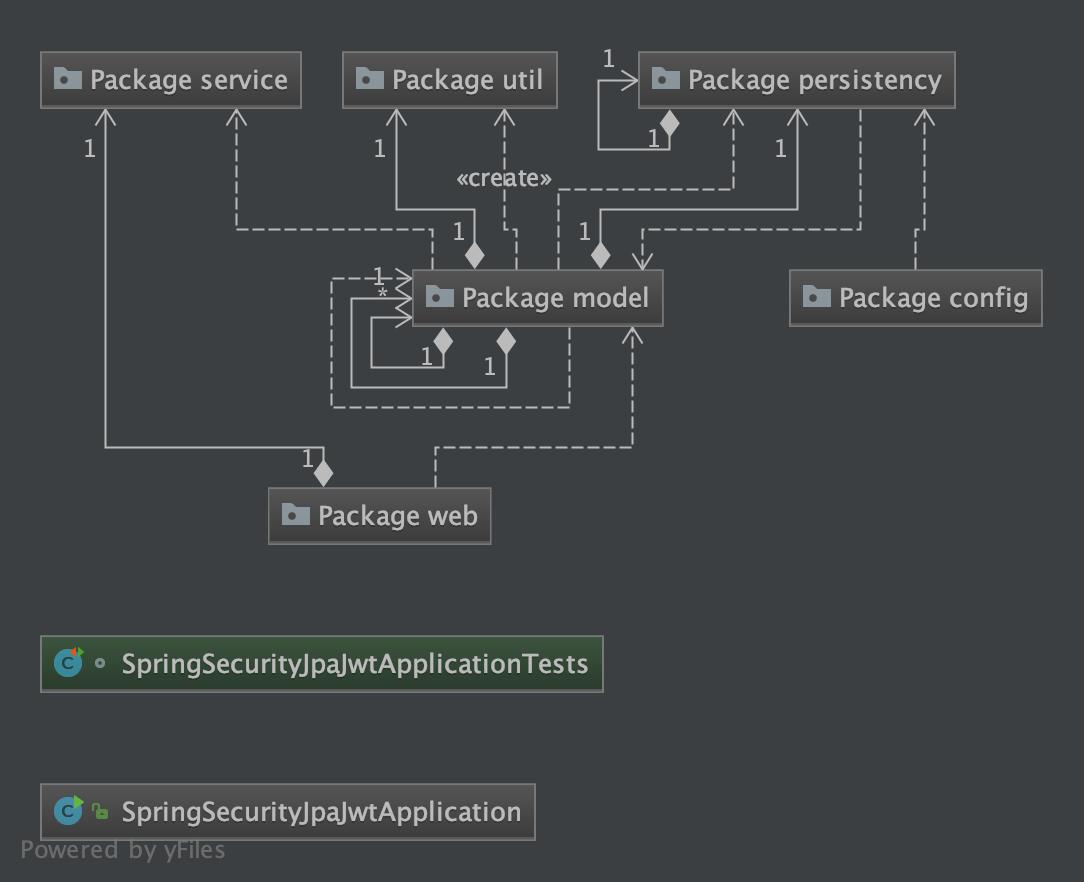 Package service
Package util
Package persistency
1
1
1
1
1
«create»
1
1
1
*
Package model
Package config
1
1
1
Package web
SpringSecurityJpaJwtApplicationTests
SpringSecurityJpaJwtApplication
Powered by yFiles